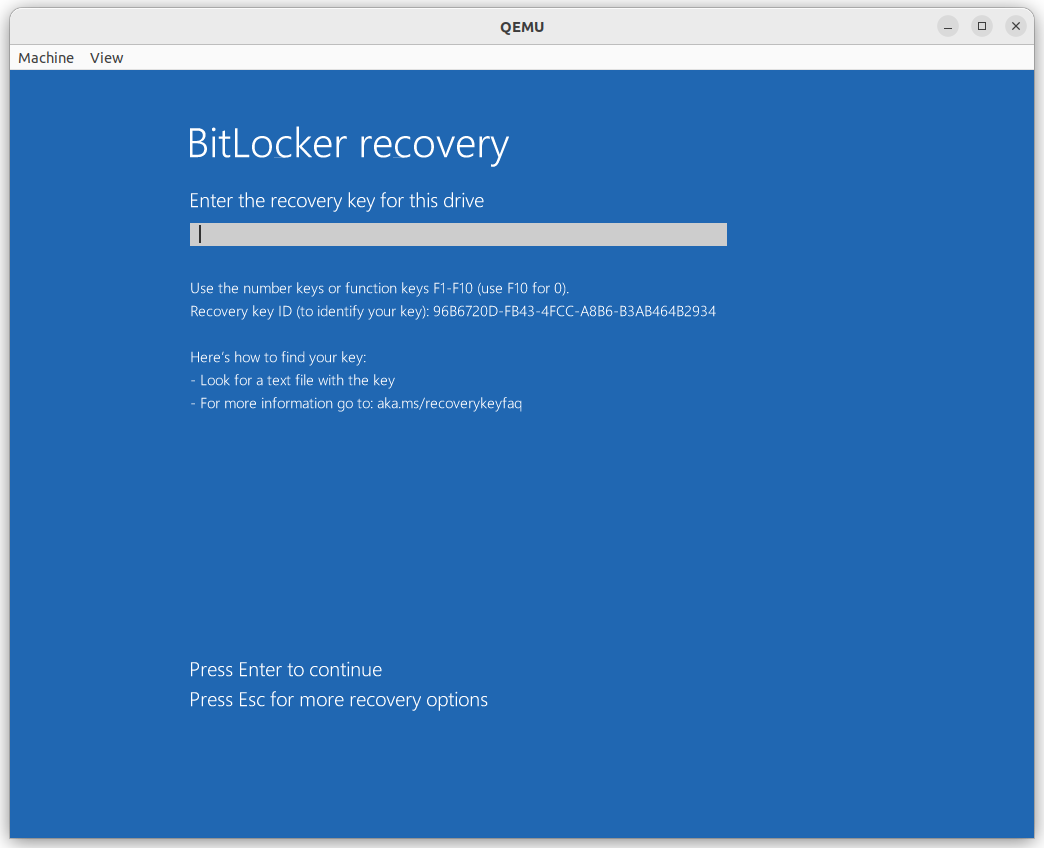 QEMU
Machine View
BitLocker recovery
Enter the recovery key for this drive
Use the number keys or function keys F1-F10 (use F10 for 0).
Recovery key ID (to identify your key): 96B6720D-FB43-4FCC-A8B6-B3AB464B2934
Here's how to find your key:
- Look for a text file with the key
- For more information go to: aka.ms/recoverykeyfaq
Press Enter to continue
Press Esc for more recovery options